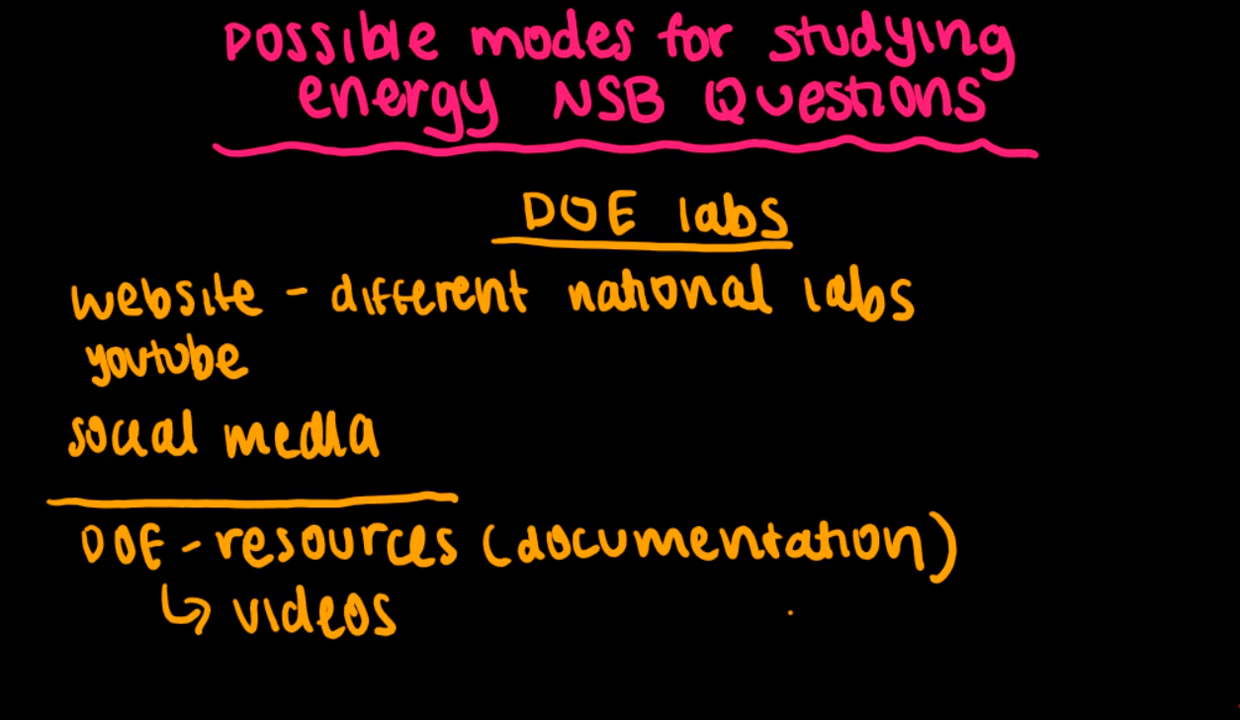 possible modes for studying
energy NSB Questions
DOE labs
website - different national labs
youtube
social media
DOE - resources (documentation)
↳ videos